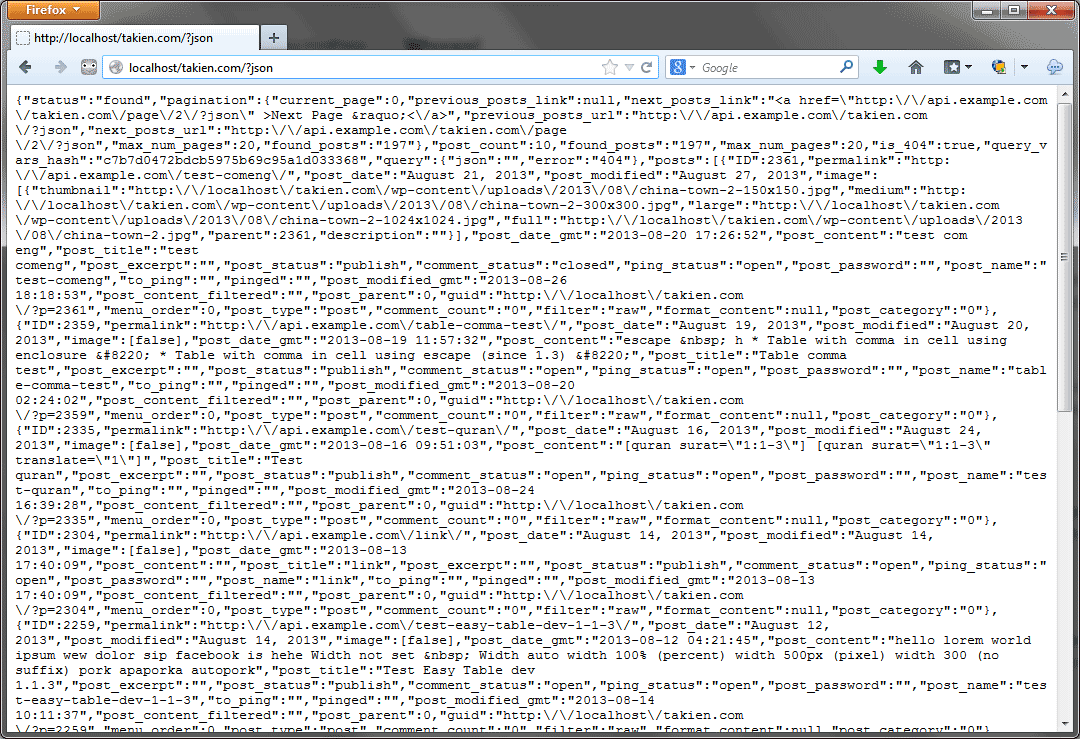 Firefox
http://localhost/takien.com/?json
localhost/takien.com/?json
Google
{"status":"found","pagination":{"current_page":0,"previous_posts_link":null,"next_posts_link":"<a href=\"http:\/\/api.example.com
\/takien.com\/page\/2\/?json\" >Next Page &raquo;<\/a>","previous_posts_url":"http:\/\/api.example.com\/takien.com
\/?json","next_posts_url":"http:\/\/api.example.com\/takien.com\/page
\/2\/?json","max_num_pages":20,"found_posts":"197"},"post_count":10,"found_posts":"197","max_num_pages":20,"is_404":true,"query_v
ars_hash":"c7b7d0472bdcb5975b69c95a1d033368","query":{"json":"","error":"404"},"posts":[{"ID":2361,"permalink":"http:
\/\/api.example.com\/test-comeng\/","post_date":"August 21, 2013","post_modified":"August 27, 2013","image":
[{"thumbnail":"http:\/\/localhost\/takien.com\/wp-content\/uploads\/2013\/08\/china-town-2-150x150.jpg","medium":"http:
\/\/localhost\/takien.com\/wp-content\/uploads\/2013\/08\/china-town-2-300x300.jpg","large":"http:\/\/localhost\/takien.com
\/wp-content\/uploads\/2013\/08\/china-town-2-1024x1024.jpg","full":"http:\/\/localhost\/takien.com\/wp-content\/uploads\/2013
\/08\/china-town-2.jpg","parent":2361,"description":""}],"post_date_gmt":"2013-08-20 17:26:52","post_content":"test com
eng","post_title":"test
comeng","post_excerpt":"","post_status":"publish","comment_status":"closed","ping_status":"open","post_password":"","post_name":"
test-comeng","to_ping":"","pinged":"","post_modified_gmt":"2013-08-26
18:18:53","post_content_filtered":"","post_parent":0,"guid":"http:\/\/localhost\/takien.com
\/?p=2361","menu_order":0,"post_type":"post","comment_count":"0","filter":"raw","format_content":null,"post_category":"0"},
{"ID":2359,"permalink":"http:\/\/api.example.com\/table-comma-test\/","post_date":"August 19, 2013","post_modified":"August 20,
2013","image":[false],"post_date_gmt":"2013-08-19 11:57:32","post_content":"escape &nbsp; h * Table with comma in cell using
enclosure &#8220; * Table with comma in cell using escape (since 1.3) &#8220;","post_title":"Table comma
test","post_excerpt":"","post_status":"publish","comment_status":"open","ping_status":"open","post_password":"","post_name":"tabl
e-comma-test","to_ping":"","pinged":"","post_modified_gmt":"2013-08-20
02:24:02","post_content_filtered":"","post_parent":0,"guid":"http:\/\/localhost\/takien.com
\/?p=2359","menu_order":0,"post_type":"post","comment_count":"0","filter":"raw","format_content":null,"post_category":"0"},
{"ID":2335,"permalink":"http:\/\/api.example.com\/test-quran\/","post_date":"August 16, 2013","post_modified":"August 24,
2013","image":[false],"post_date_gmt":"2013-08-16 09:51:03","post_content":"[quran surat=\"1:1-3\"] [quran surat=\"1:1-3\"
translate=\"1\"]","post_title":"Test
quran","post_excerpt":"","post_status":"publish","comment_status":"open","ping_status":"open","post_password":"","post_name":"tes
t-quran","to_ping":"","pinged":"","post_modified_gmt":"2013-08-24
16:39:28","post_content_filtered":"","post_parent":0,"guid":"http:\/\/localhost\/takien.com
\/?p=2335","menu_order":0,"post_type":"post","comment_count":"0","filter":"raw","format_content":null,"post_category":"0"},
{"ID":2304,"permalink":"http:\/\/api.example.com\/link\/","post_date":"August 14, 2013","post_modified":"August 14,
2013","image":[false],"post_date_gmt":"2013-08-13
17:40:09","post_content":"","post_title":"link","post_excerpt":"","post_status":"publish","comment_status":"open","ping_status":"
open","post_password":"","post_name":"link","to_ping":"","pinged":"","post_modified_gmt":"2013-08-13
17:40:09","post_content_filtered":"","post_parent":0,"guid":"http:\/\/localhost\/takien.com
\/?p=2304","menu_order":0,"post_type":"post","comment_count":"0","filter":"raw","format_content":null,"post_category":"0"},
{"ID":2259,"permalink":"http:\/\/api.example.com\/test-easy-table-dev-1-1-3\/","post_date":"August 12,
2013","post_modified":"August 14, 2013","image":[false],"post_date_gmt":"2013-08-12 04:21:45","post_content":"hello lorem world
ipsum wew dolor sip facebook is hehe Width not set &nbsp; Width auto width 100% (percent) width 500px (pixel) width 300 (no
suffix) pork apaporka autopork","post_title":"Test Easy Table dev
1.1.3","post_excerpt":"","post_status":"publish","comment_status":"open","ping_status":"open","post_password":"","post_name":"tes
t-easy-table-dev-1-1-3","to_ping":"","pinged":"","post_modified_gmt":"2013-08-14
10:11:37","post_content_filtered":"","post_parent":0,"guid":"http:\/\/localhost\/takien.com
\/?p=2259","menu_order":0,"post_type":"post","comment_count":"0","filter":"raw","format_content":null,"post_category":"0"},